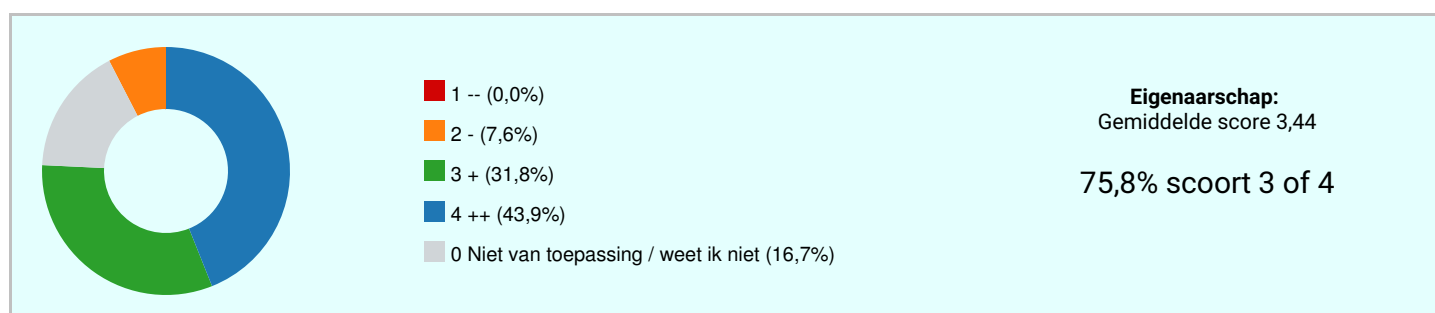 1 -- (0,0%)
2 - (7,6%)
3 + (31,8%)
4 ++ (43,9%)
0 Niet van toepassing / weet ik niet (16,7%)
Eigenaarschap:
Gemiddelde score 3,44
75,8% scoort 3 of 4